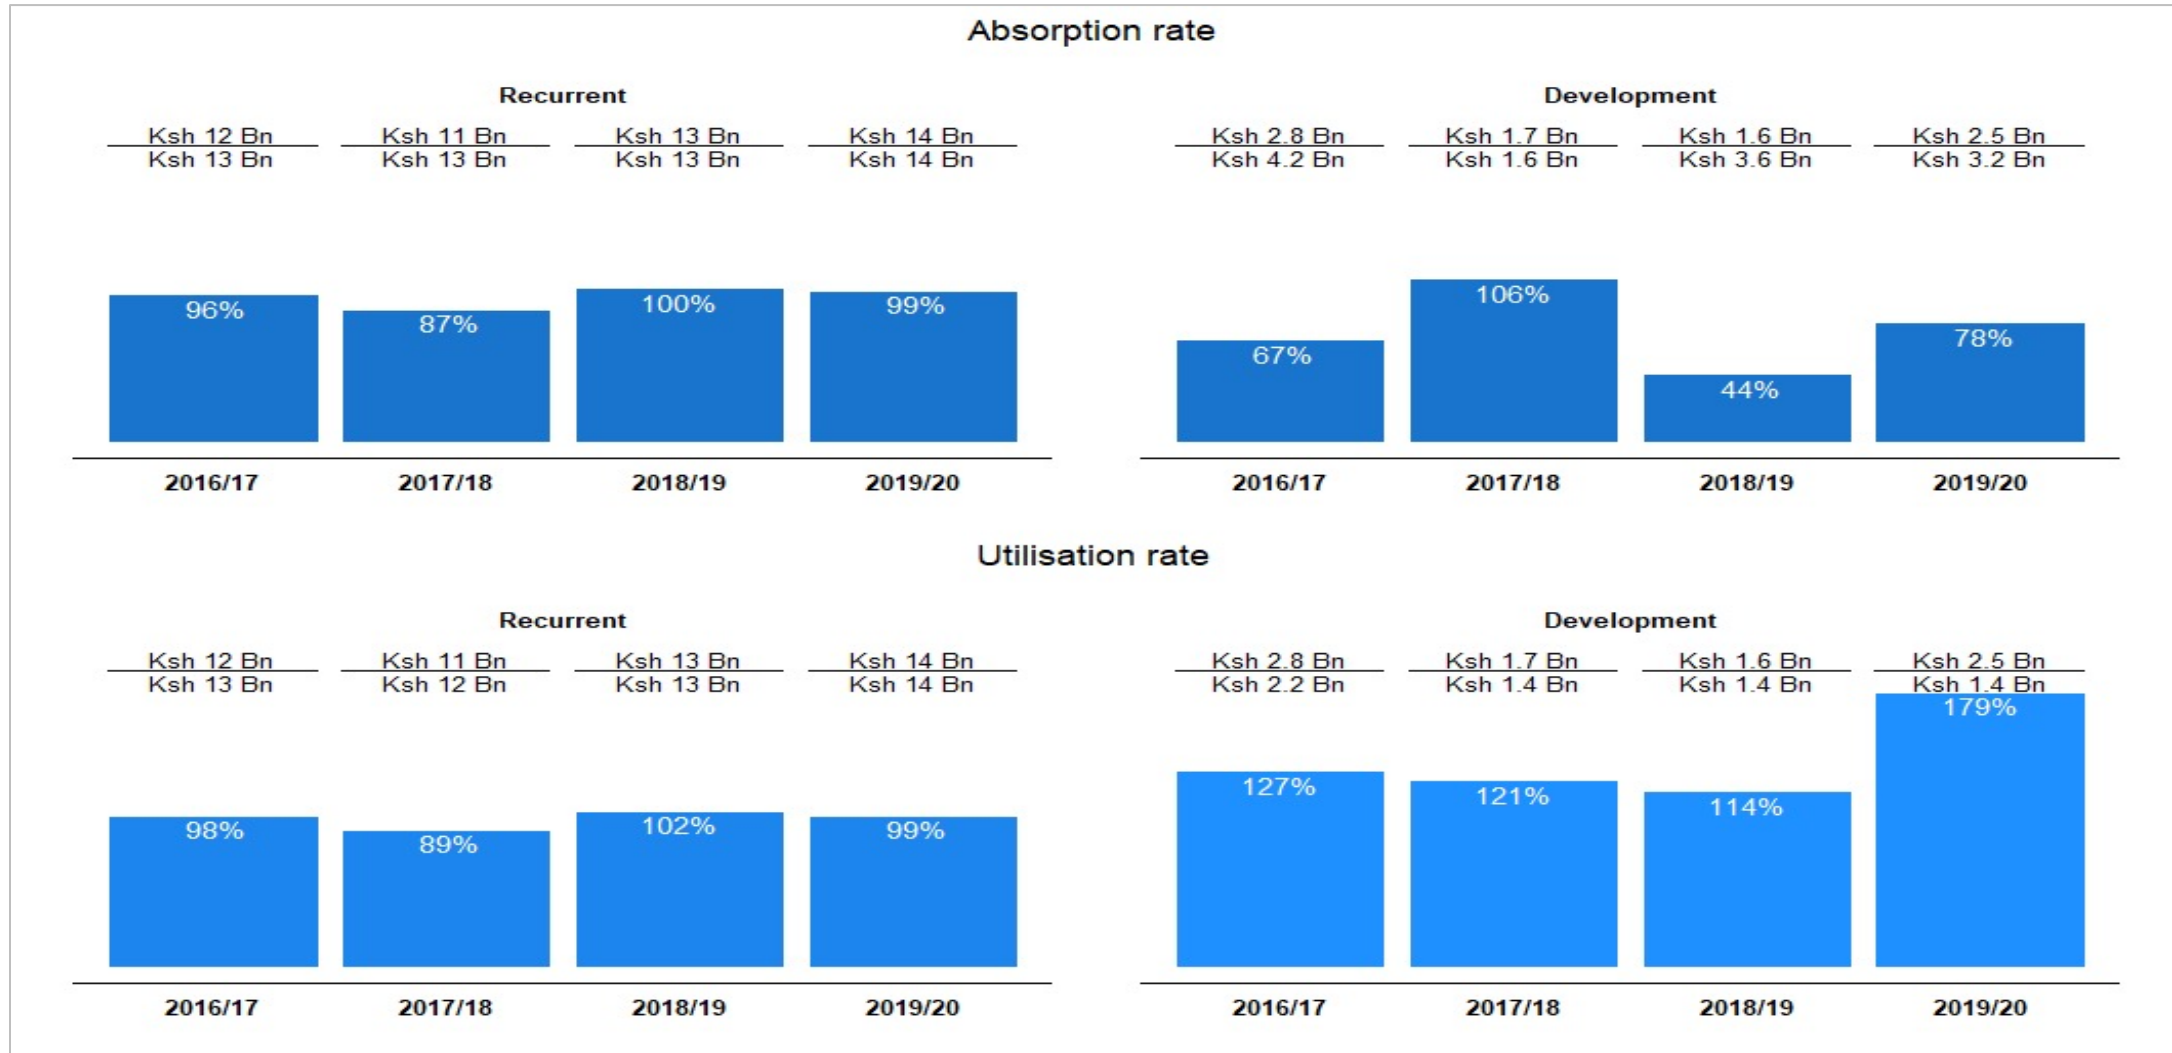 Absorption rate
Recurrent
Development
Ksh 12 Bn Ksh 11 Bn Ksh 13 Bn Ksh 14 Bn Ksh 2.8 Bn Ksh 1.7 Bn Ksh 1.6 Bn Ksh 2.5 Bn
Ksh 13 Bn Ksh 13 Bn Ksh 13 Bn Ksh 14 Bn Ksh 4.2 Bn Ksh 1.6 Bn Ksh 3.6 Bn Ksh 3.2 Bn
96% 87% 100% 99% 67% 106% 44% 78%
2016/17 2017/18 2018/19 2019/20 2016/17 2017/18 2018/19 2019/20
Utilisation rate
Recurrent
Development
Ksh 12 Bn Ksh 11 Bn Ksh 13 Bn Ksh 14 Bn Ksh 2.8 Bn Ksh 1.7 Bn Ksh 1.6 Bn Ksh 2.5 Bn
Ksh 13 Bn Ksh 12 Bn Ksh 13 Bn Ksh 14 Bn Ksh 2.2 Bn Ksh 1.4 Bn Ksh 1.4 Bn Ksh 1.4 Bn
98% 89% 102% 99% 127% 121% 114% 179%
2016/17 2017/18 2018/19 2019/20 2016/17 2017/18 2018/19 2019/20